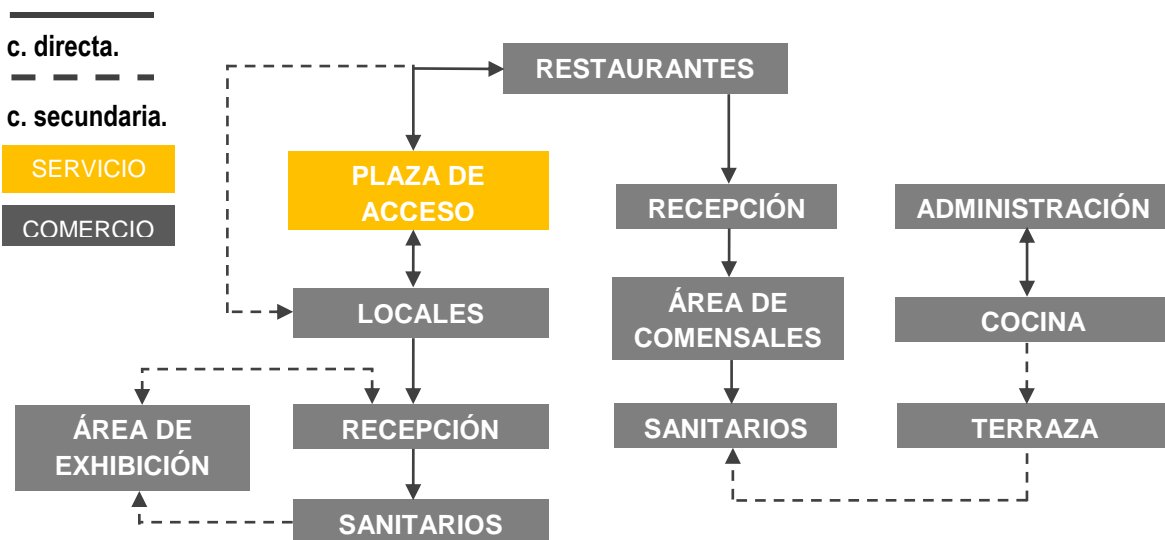 c. directa.
c. secundaria.
SERVICIO
COMERCIO
RESTAURANTES
PLAZA DE
ACCESO
RECEPCIÓN
ADMINISTRACIÓN
LOCALES
ÁREA DE
COMENSALES
COCINA
ÁREA DE
EXHIBICIÓN
RECEPCIÓN
SANITARIOS
TERRAZA
SANITARIOS